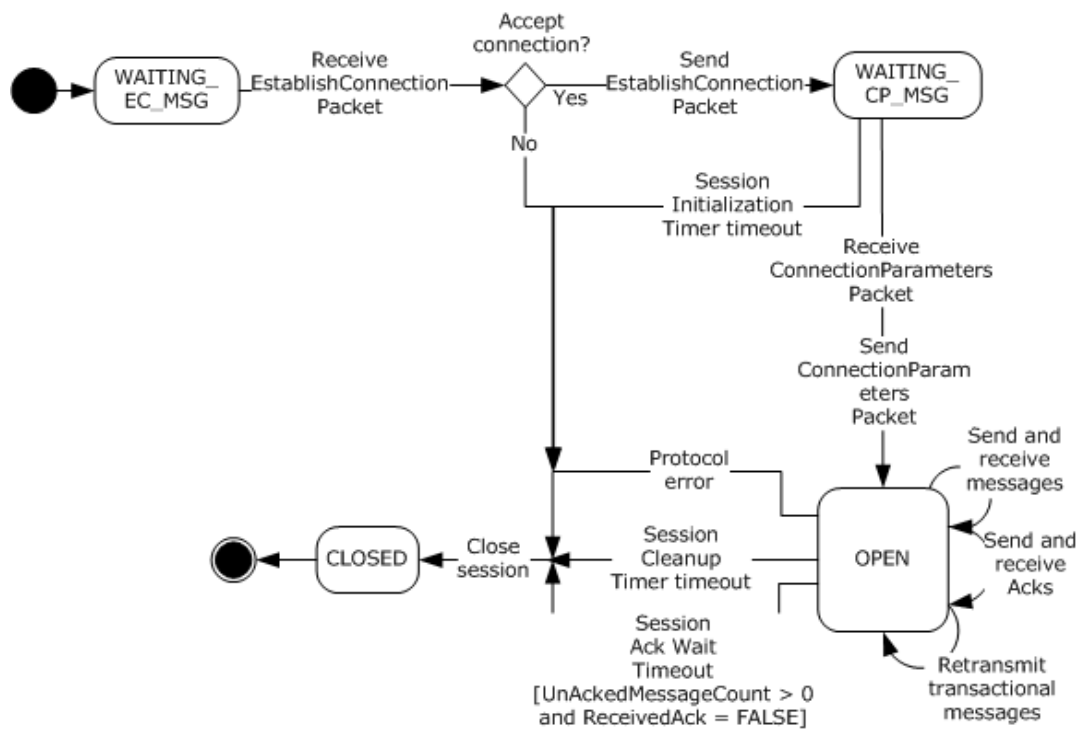 Accept
connection?
WAITING_
EC_MSG
Receive
EstablishConnection
Packet
Yes
No
Send
EstablishConnection
Packet
WAITING_
CP_MSG
Session
Initialization
Timer timeout
Receive
ConnectionParameters
Packet
Send
ConnectionParam
eters
Packet
Protocol
error
Send and
receive
messages
CLOSED
Close
session
Session
Cleanup
Timer timeout
OPEN
Send and
receive
Acks
Session
Ack Wait
Timeout
[UnAckedMessageCount > 0
and ReceivedAck = FALSE]
Retransmit
transactional
messages